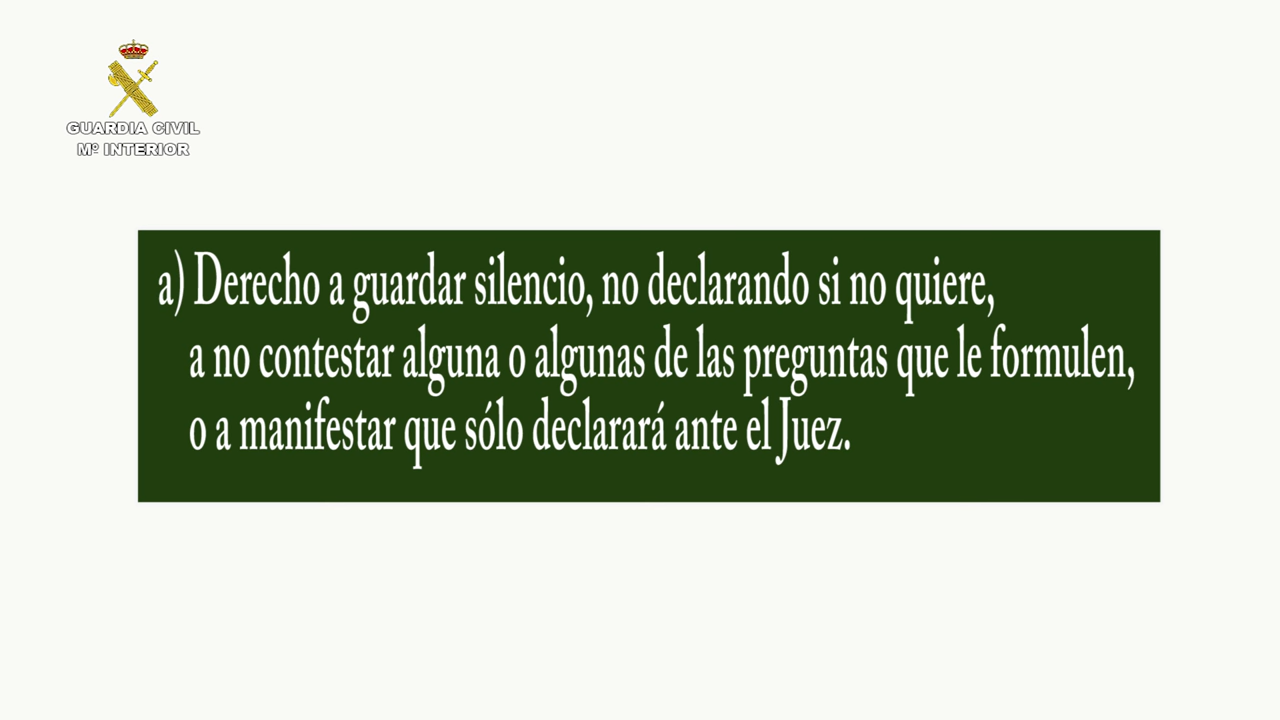 GUARDIA CIVIL
Mº INTERIOR
a) Derecho a guardar silencio, no declarando si no quiere,
a no contestar alguna o algunas de las preguntas que le formulen,
o a manifestar que sólo declarará ante el Juez.